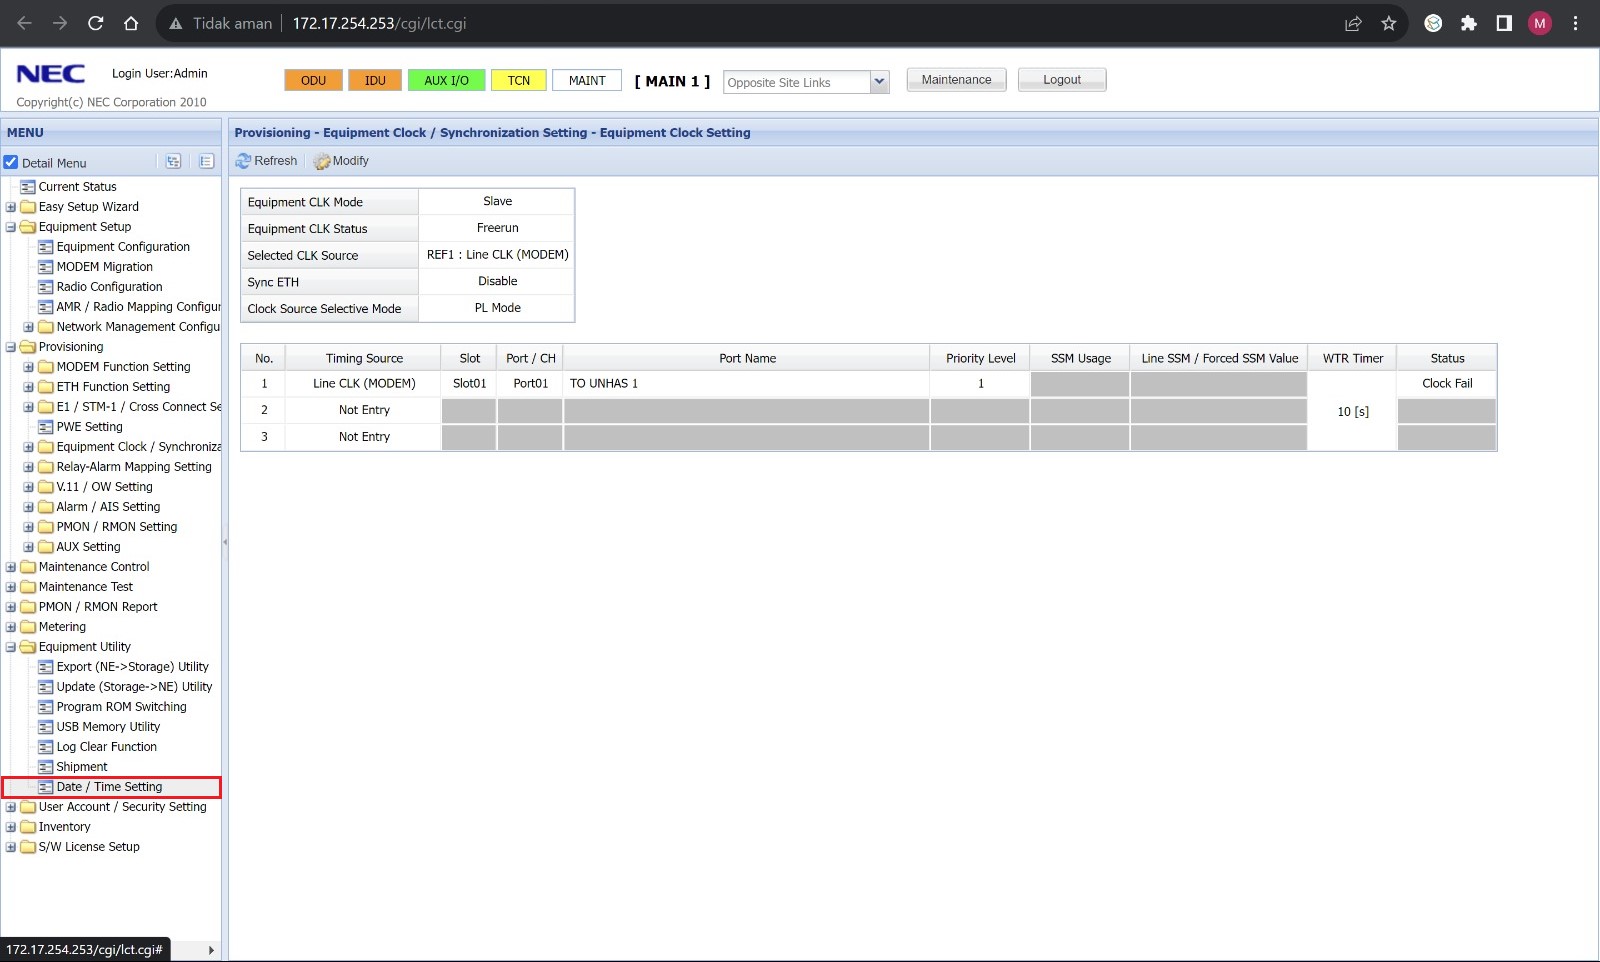 Tidak aman 172.17.254.253/cgi/lct.cgi M
NEC Login User:Admin ODU IDU AUX I/O TCN MAINT [ MAIN 1 ] Opposite Site Links Maintenance Logout
Copyright(c) NEC Corporation 2010
MENU
Detail Menu
Current Status
Easy Setup Wizard
Equipment Setup
Equipment Configuration
MODEM Migration
Radio Configuration
AMR / Radio Mapping Configur
Network Management Configu
Provisioning
MODEM Function Setting
ETH Function Setting
E1 / STM-1 / Cross Connect Se
PWE Setting
Equipment Clock / Synchroniza
Relay-Alarm Mapping Setting
V.11 / OW Setting
Alarm / AIS Setting
PMON / RMON Setting
AUX Setting
Maintenance Control
Maintenance Test
PMON / RMON Report
Metering
Equipment Utility
Export (NE->Storage) Utility
Update (Storage->NE) Utility
Program ROM Switching
USB Memory Utility
Log Clear Function
Shipment
Date / Time Setting
User Account / Security Setting
Inventory
S/W License Setup
172.17.254.253/cgi/lct.cgi#
Provisioning - Equipment Clock / Synchronization Setting - Equipment Clock Setting
Refresh Modify
Equipment CLK Mode Slave
Equipment CLK Status Freerun
Selected CLK Source REF1 : Line CLK (MODEM)
Sync ETH Disable
Clock Source Selective Mode PL Mode
No. Timing Source Slot Port / CH Port Name Priority Level SSM Usage Line SSM / Forced SSM Value WTR Timer Status
1 Line CLK (MODEM) Slot01 Port01 TO UNHAS 1 1 Clock Fail
2 Not Entry 10 [s]
3 Not Entry